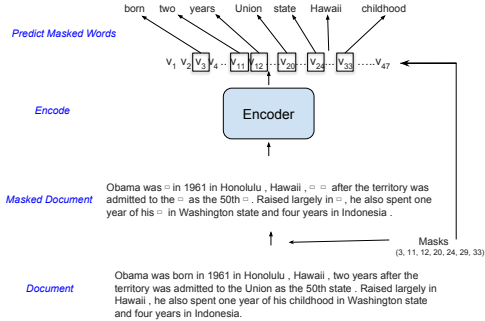 born two years Union state Hawaii childhood
Predict Masked Words
v1 v2 v3 v4 .. v11 v12 .... v20 ... v24 ... v33 .....v47
Encode
Encoder
Masked Document
Obama was □ in 1961 in Honolulu , Hawaii , □ □ after the territory was
admitted to the □ as the 50th □ . Raised largely in □ , he also spent one
year of his □ in Washington state and four years in Indonesia .
Masks
(3, 11, 12, 20, 24, 29, 33)
Document
Obama was born in 1961 in Honolulu , Hawaii , two years after the
territory was admitted to the Union as the 50th state . Raised largely in
Hawaii , he also spent one year of his childhood in Washington state
and four years in Indonesia.